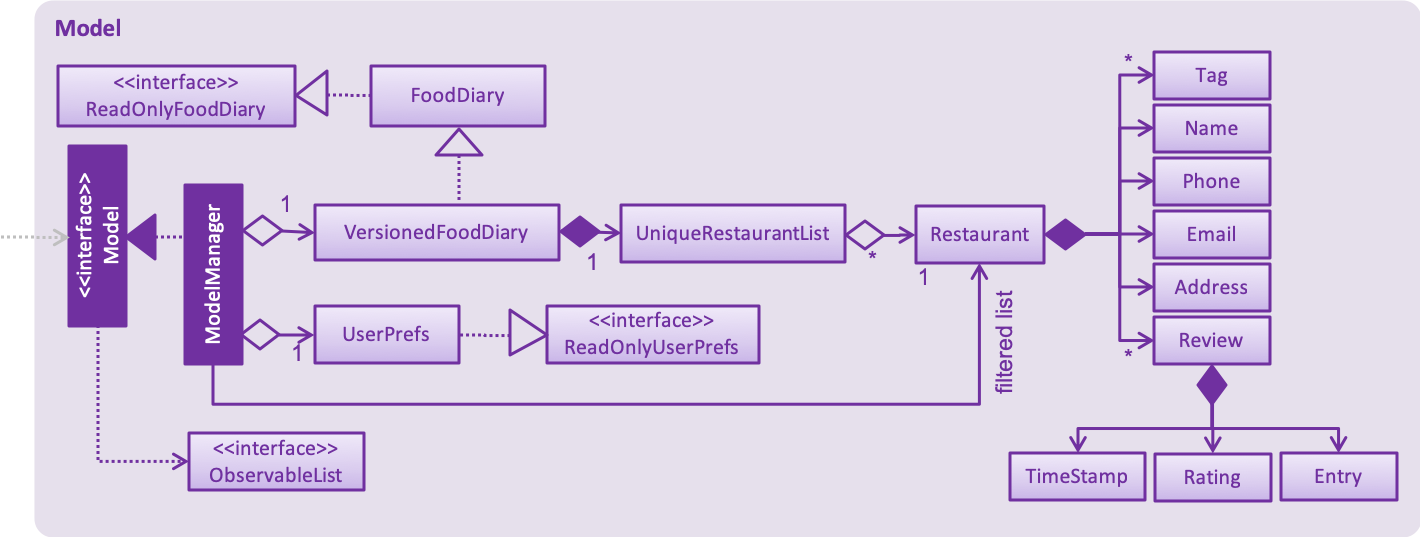 Model
<<interface>>
ReadOnlyFoodDiary
FoodDiary
<<interface>>
Model
ModelManager
1
VersionedFoodDiary
1
UniqueRestaurantList
*
Restaurant
1
*
Tag
Name
Phone
Email
Address
*
Review
1
UserPrefs
<<interface>>
ReadOnlyUserPrefs
filtered list
<<interface>>
ObservableList
TimeStamp
Rating
Entry